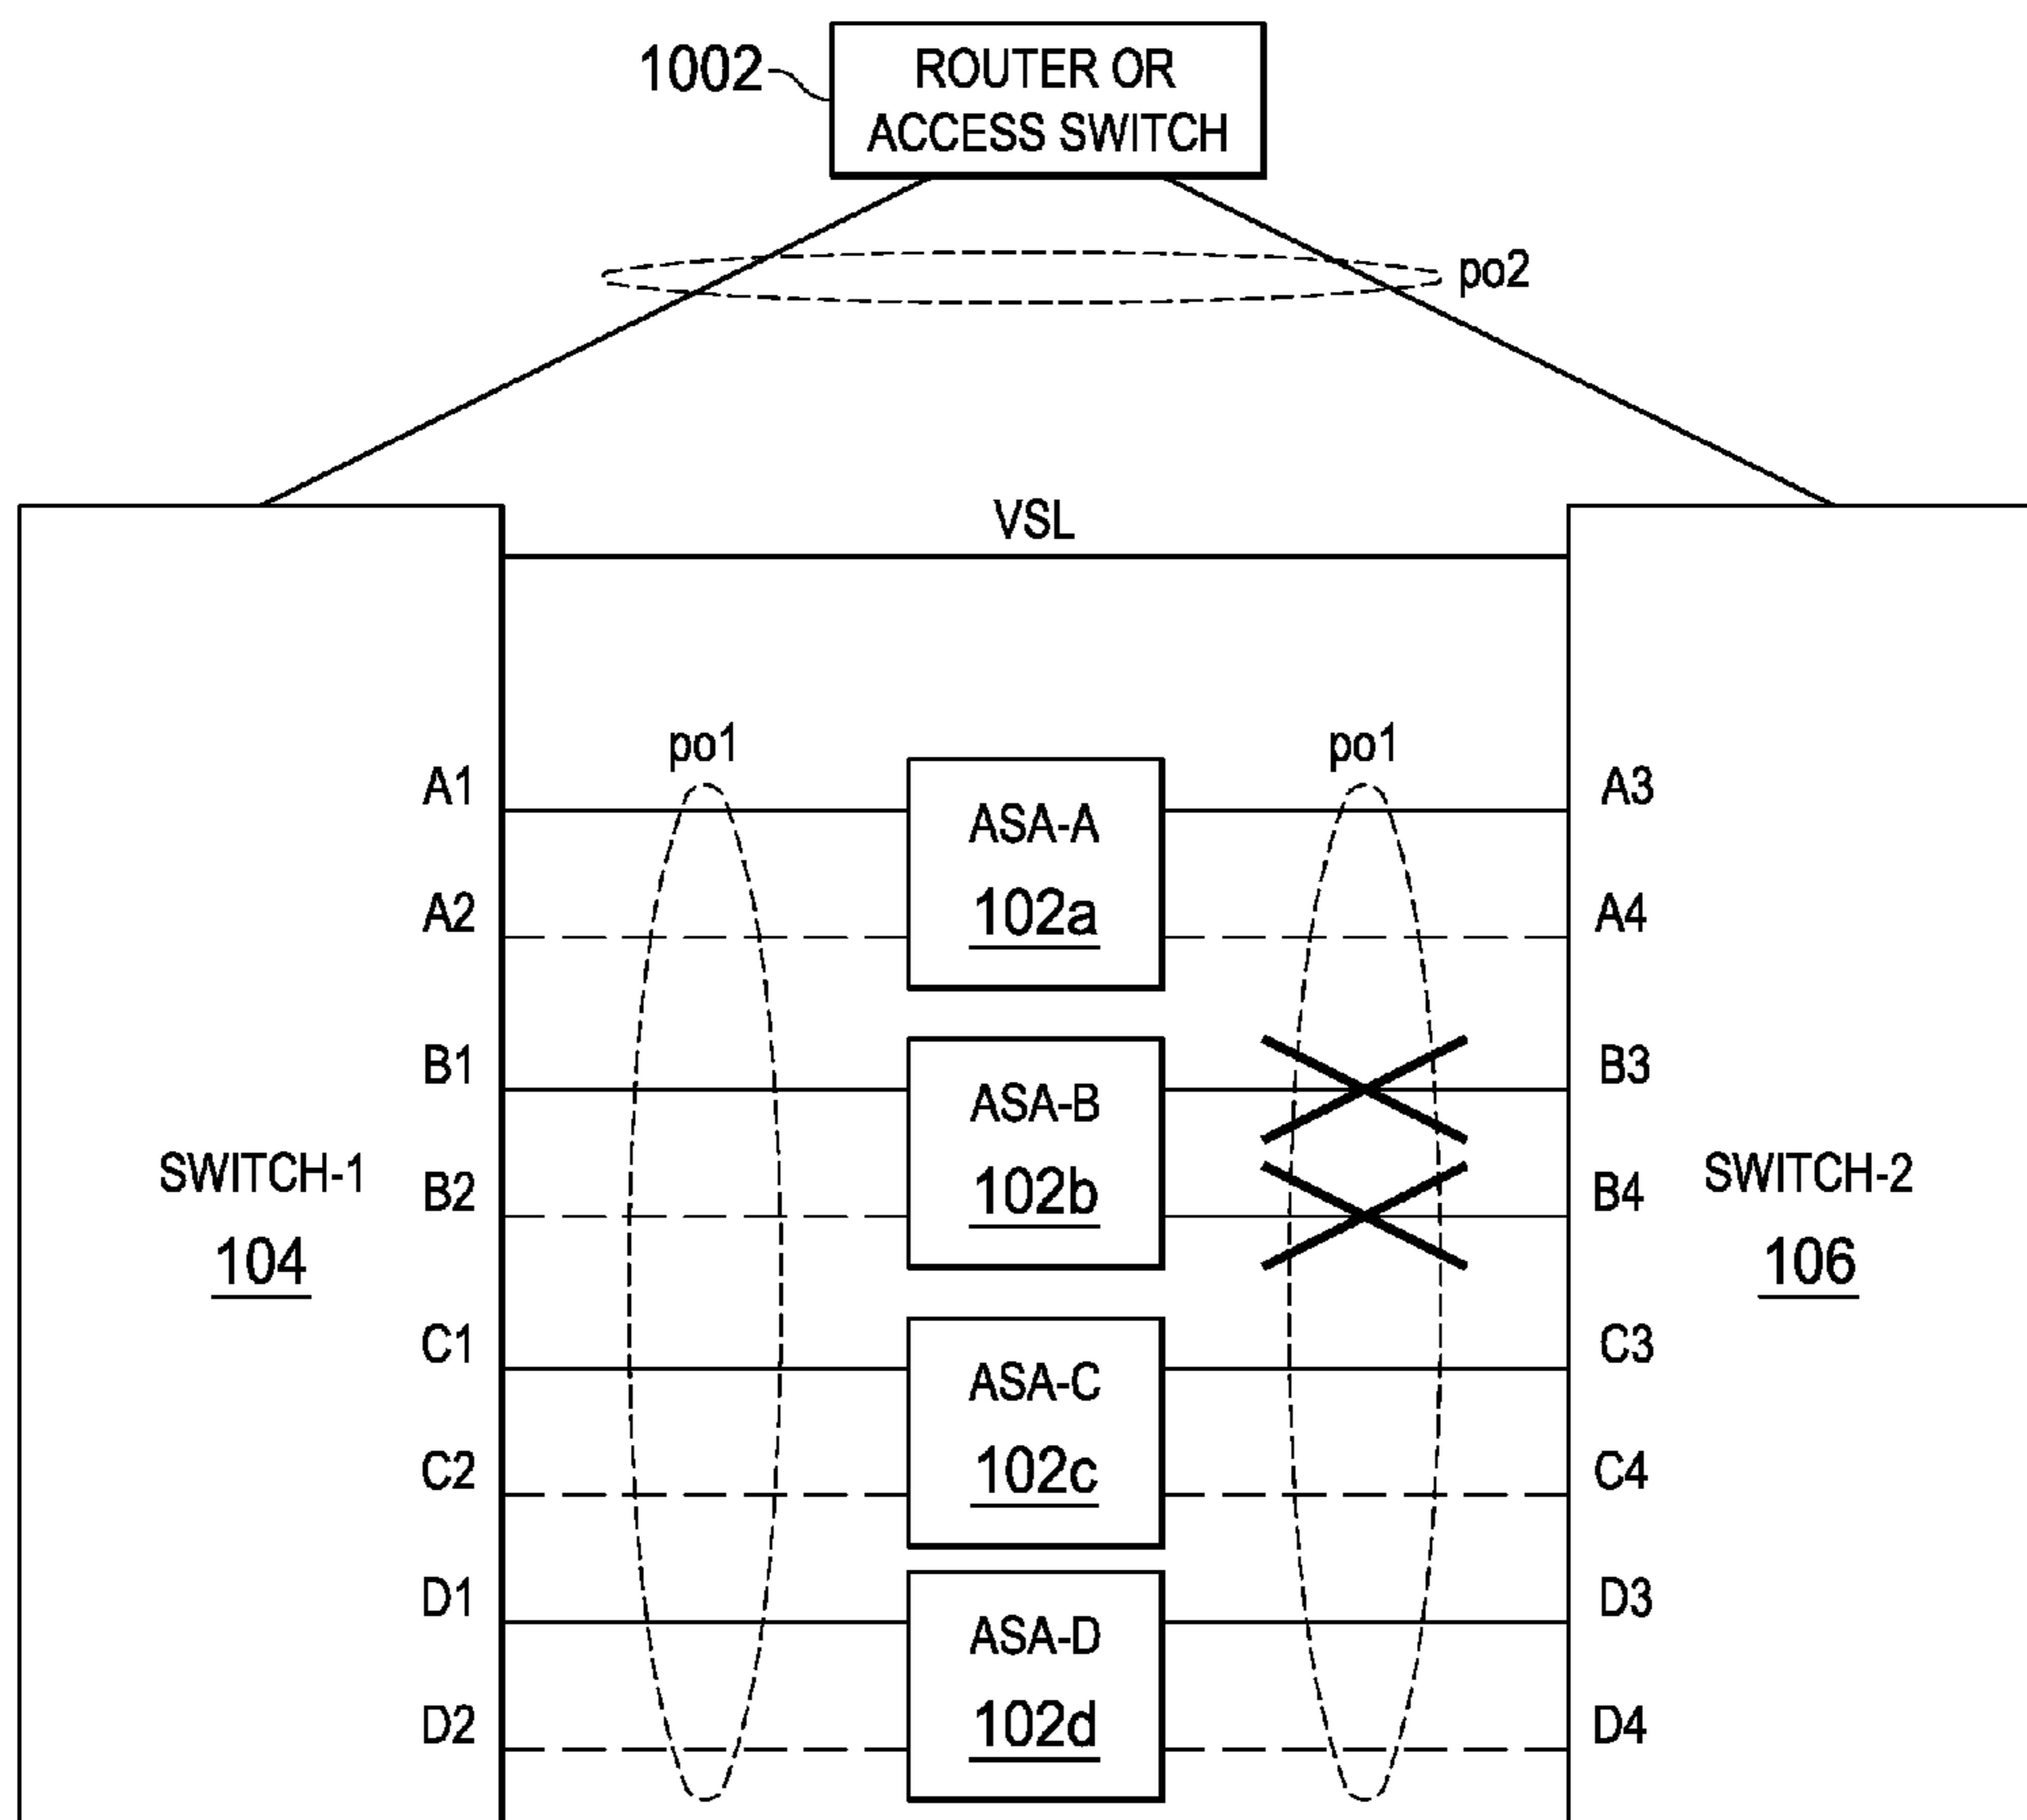 1002
ROUTER OR
ACCESS SWITCH
po2
VSL
po1
po1
A1
ASA-A
A3
A2
102a
A4
B1
ASA-B
B3
SWITCH-1
B2
102b
B4
SWITCH-2
104
106
C1
ASA-C
C3
C2
102c
C4
D1
ASA-D
D3
D2
102d
D4